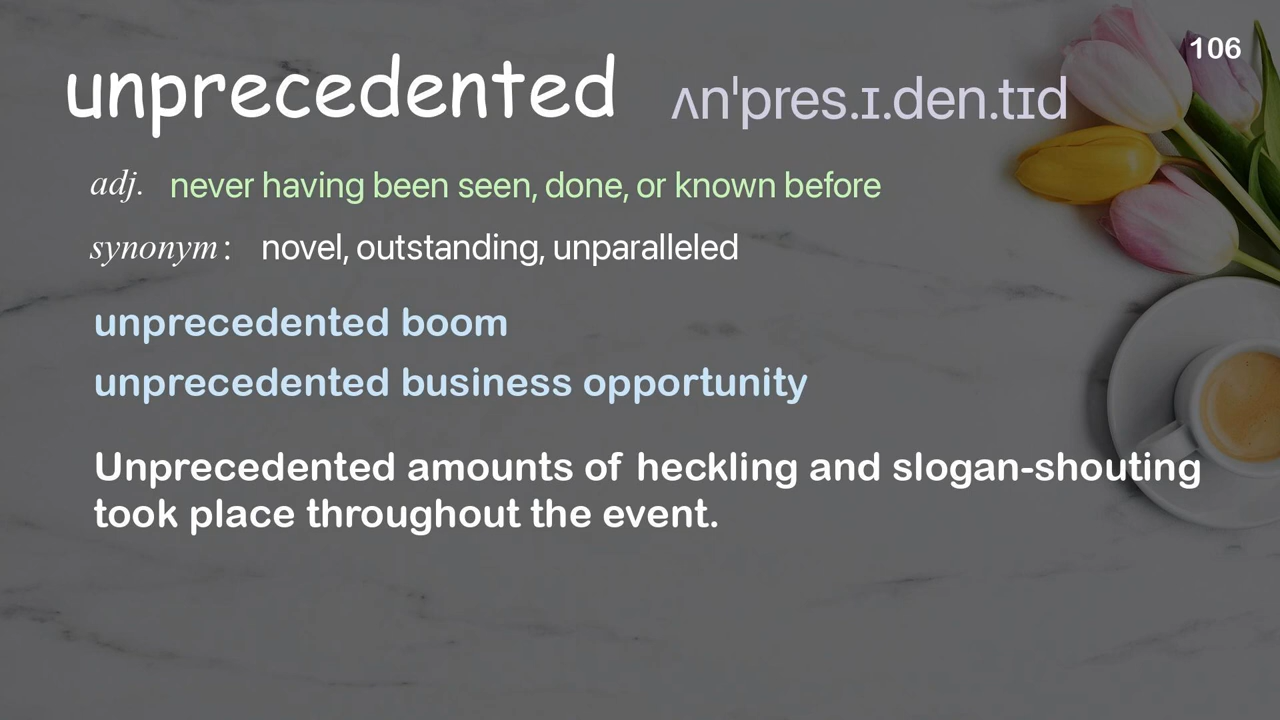 106
unprecedented ʌnˈpres.ɪ.den.tɪd
adj. never having been seen, done, or known before
synonym: novel, outstanding, unparalleled
unprecedented boom
unprecedented business opportunity
Unprecedented amounts of heckling and slogan-shouting
took place throughout the event.